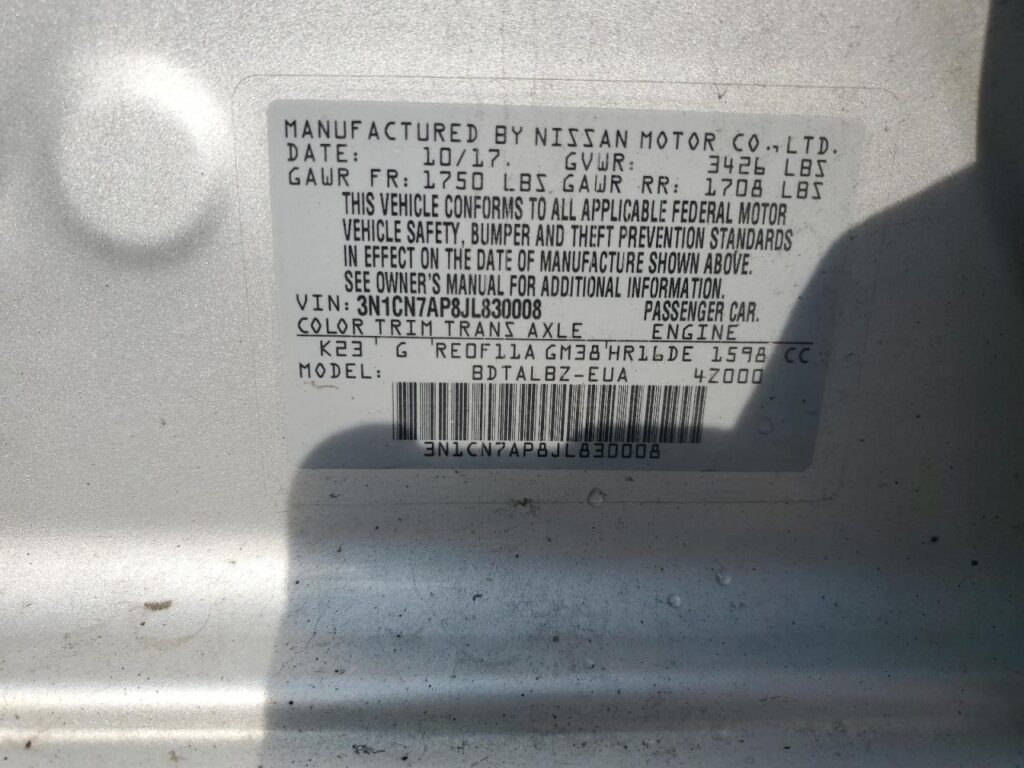 MANUFACTURED BY NISSAN MOTOR CO., LTD.
DATE: 10/17. GVWR: 3426 LBS
GAWR FR: 1750 LBS GAWR RR: 1708 LBS
THIS VEHICLE CONFORMS TO ALL APPLICABLE FEDERAL MOTOR
VEHICLE SAFETY, BUMPER AND THEFT PREVENTION STANDARDS
IN EFFECT ON THE DATE OF MANUFACTURE SHOWN ABOVE.
SEE OWNER'S MANUAL FOR ADDITIONAL INFORMATION.
VIN: 3N1CN7AP8JL830008 PASSENGER CAR.
COLOR TRIM TRANS AXLE ENGINE
K23 G RE0F11A GM38 HR16DE 1598 CC
MODEL: BDTALBZ-EUA 4Z000
3N1CN7AP8JL830008